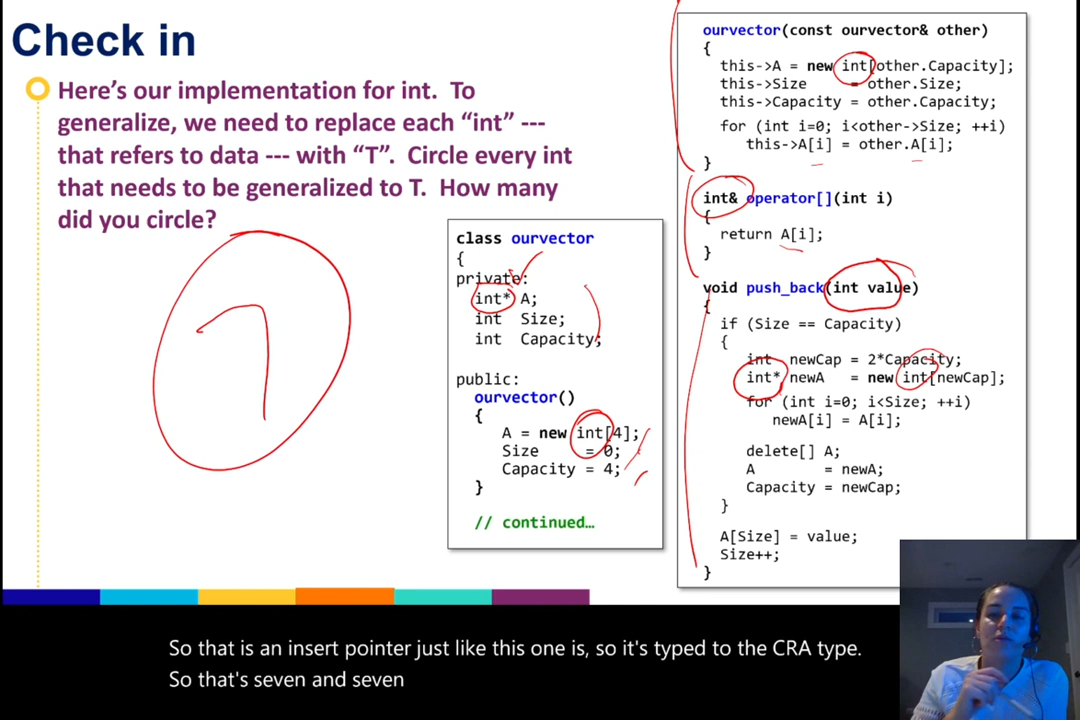 Check in
Here's our implementation for int. To
generalize, we need to replace each “int” ---
that refers to data --- with “T”. Circle every int
that needs to be generalized to T. How many
did you circle?
7
class ourvector
{
private:
int* A;
int Size;
int Capacity;
public:
ourvector()
{
A = new int[4];
Size = 0;
Capacity = 4;
}
// continued…
ourvector(const ourvector& other)
{
this->A = new int[other.Capacity];
this->Size = other.Size;
this->Capacity = other.Capacity;
for (int i=0; i<other->Size; ++i)
this->A[i] = other.A[i];
}
int& operator[](int i)
{
return A[i];
}
void push_back(int value)
{
if (Size == Capacity)
{
int newCap = 2*Capacity;
int* newA = new int[newCap];
for (int i=0; i<Size; ++i)
newA[i] = A[i];
delete[] A;
A = newA;
Capacity = newCap;
}
A[Size] = value;
Size++;
}
So that is an insert pointer just like this one is, so it's typed to the CRA type.
So that's seven and seven